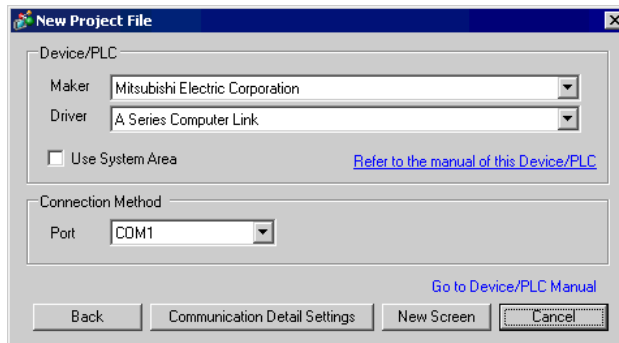 New Project File
Device/PLC
Maker Mitsubishi Electric Corporation
Driver A Series Computer Link
Use System Area Refer to the manual of this Device/PLC
Connection Method
Port COM1
Go to Device/PLC Manual
Back Communication Detail Settings New Screen Cancel